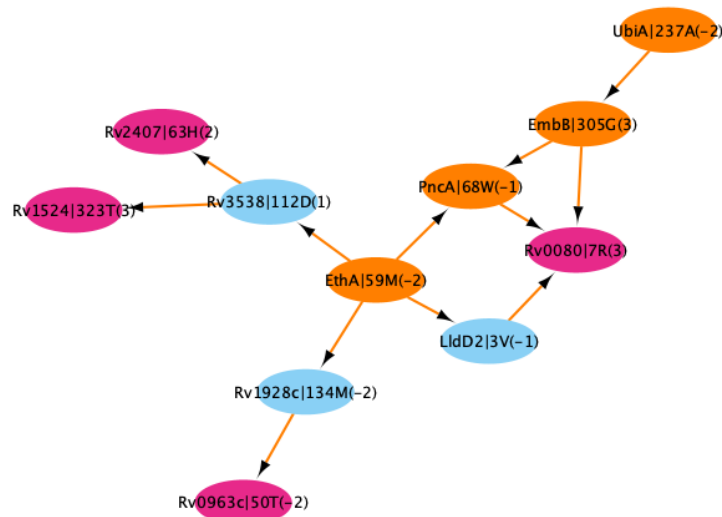 UbiA|237A(-2)
EmbB|305G(3)
Rv2407|63H(2)
PncA|68W(-1)
Rv3538|112D(1)
Rv1524|323T(3)
Rv0080|7R(3)
EthA|59M(-2)
LldD2|3V(-1)
Rv1928c|134M(-2)
Rv0963c|50T(-2)